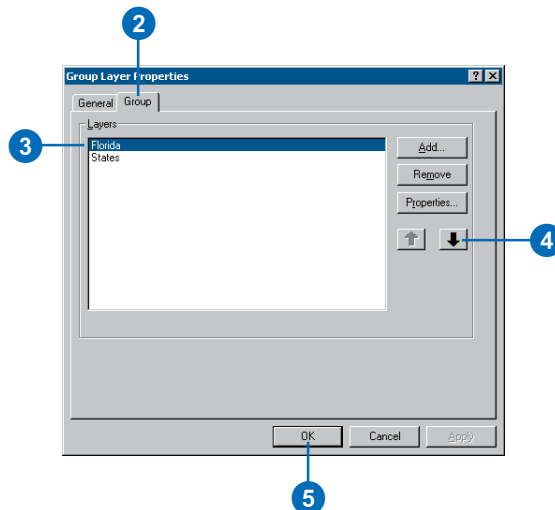 2
Group Layer Properties
General Group
Layers
3
Florida
States
Add...
Remove
Properties...
4
OK Cancel Apply
5